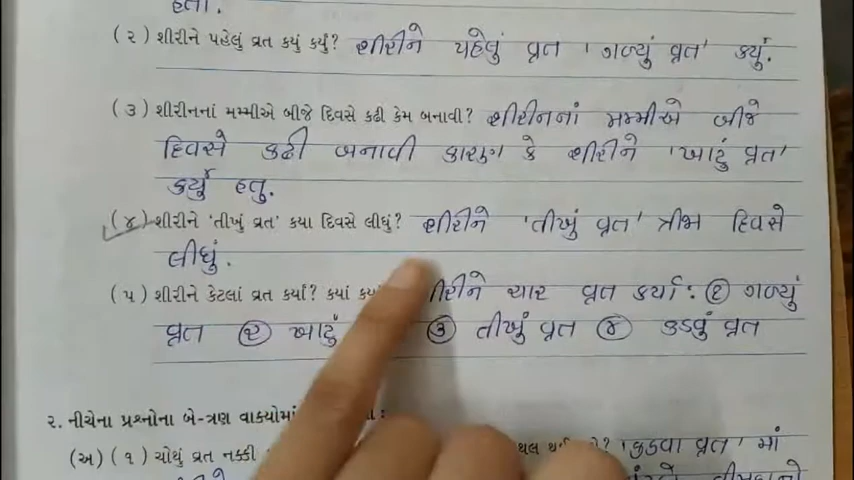 હતા.
(૨) શીરીને પહેલું વ્રત કયું કર્યું? શીરીને પહેલું વ્રત 'ગળ્યું વ્રત' કર્યું.
(૩) શીરીનનાં મમ્મીએ બીજે દિવસે કઢી કેમ બનાવી? શીરીનનાં મમ્મીએ બીજે
દિવસે કઢી બનાવી કારણ કે શીરીને 'ખાટું વ્રત'
કર્યું હતુ.
(૪) શીરીને 'તીખું વ્રત' કયા દિવસે લીધું? શીરીને 'તીખું વ્રત' ત્રીજા દિવસે
લીધું.
(૫) શીરીને કેટલાં વ્રત કર્યાં? કયાં શીરીને ચાર વ્રત કર્યા: ૧ ગળ્યું
વ્રત ૨ ખાટું ૩ તીખું વ્રત ૪ કડવું વ્રત
૨. નીચેના પ્રશ્નોના બે-ત્રણ વાક્યોમાં
(અ) (૧) ચોથું વ્રત નક્કી 'કડવા વ્રત' માં